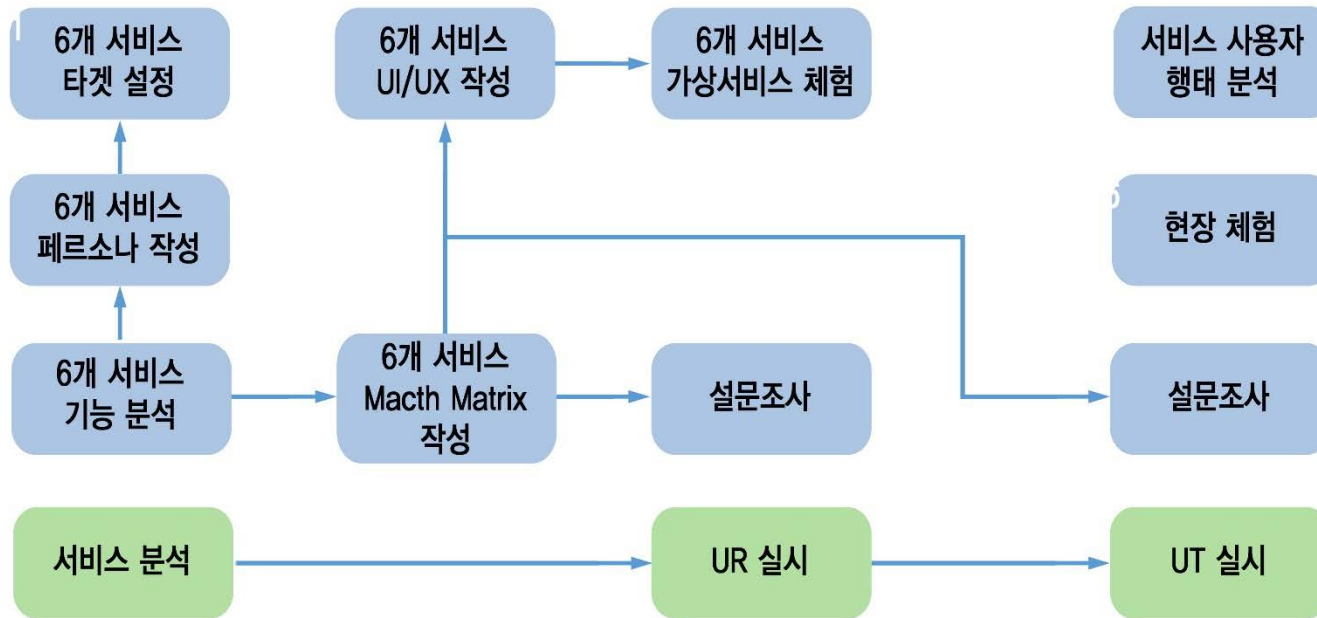 6개 서비스
타겟 설정
6개 서비스
UI/UX 작성
6개 서비스
가상서비스 체험
서비스 사용자
행태 분석
6개 서비스
페르소나 작성
현장 체험
6개 서비스
기능 분석
6개 서비스
Macth Matrix
작성
설문조사
설문조사
서비스 분석
UR 실시
UT 실시